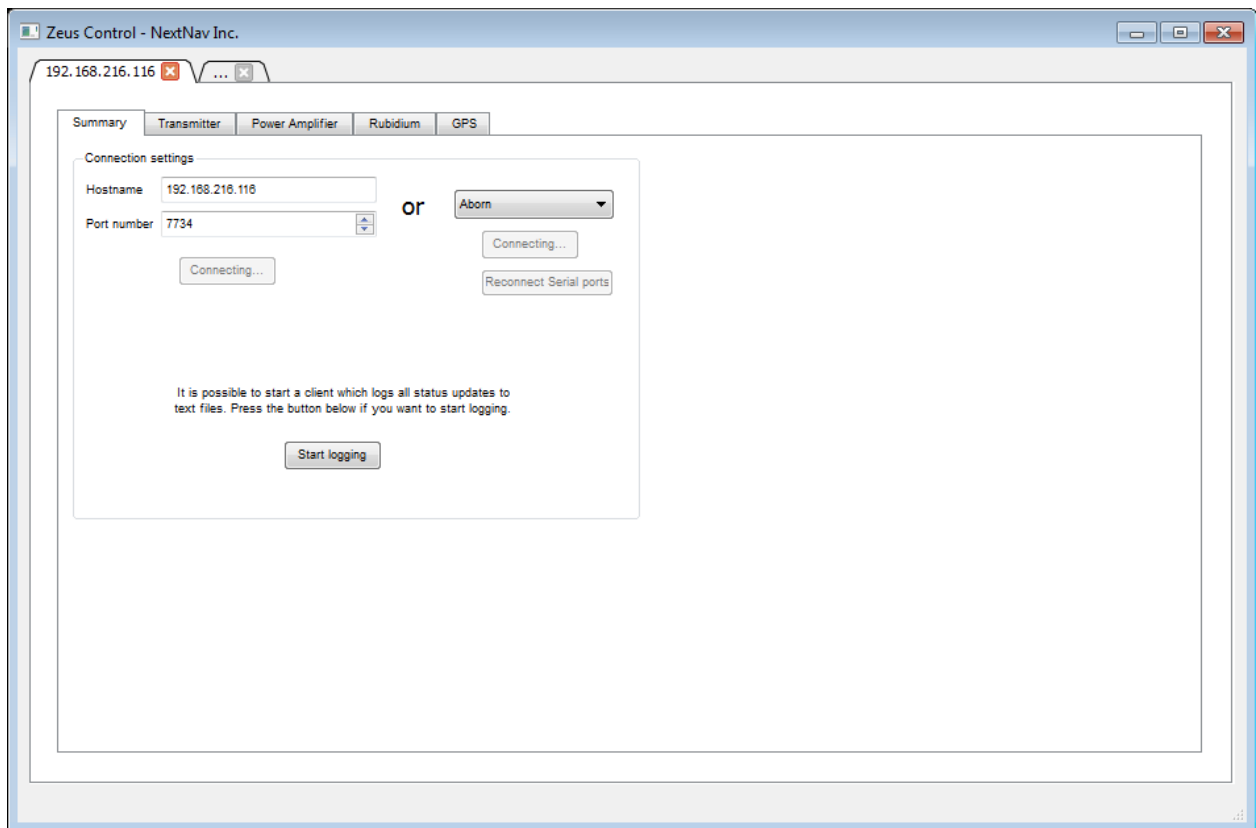 Zeus Control - NextNav Inc.
192.168.216.116 ...
Summary Transmitter Power Amplifier Rubidium GPS
Connection settings
Hostname 192.168.216.116
Port number 7734
or
Aborn
Connecting...
Connecting...
Reconnect Serial ports
It is possible to start a client which logs all status updates to
text files. Press the button below if you want to start logging.
Start logging